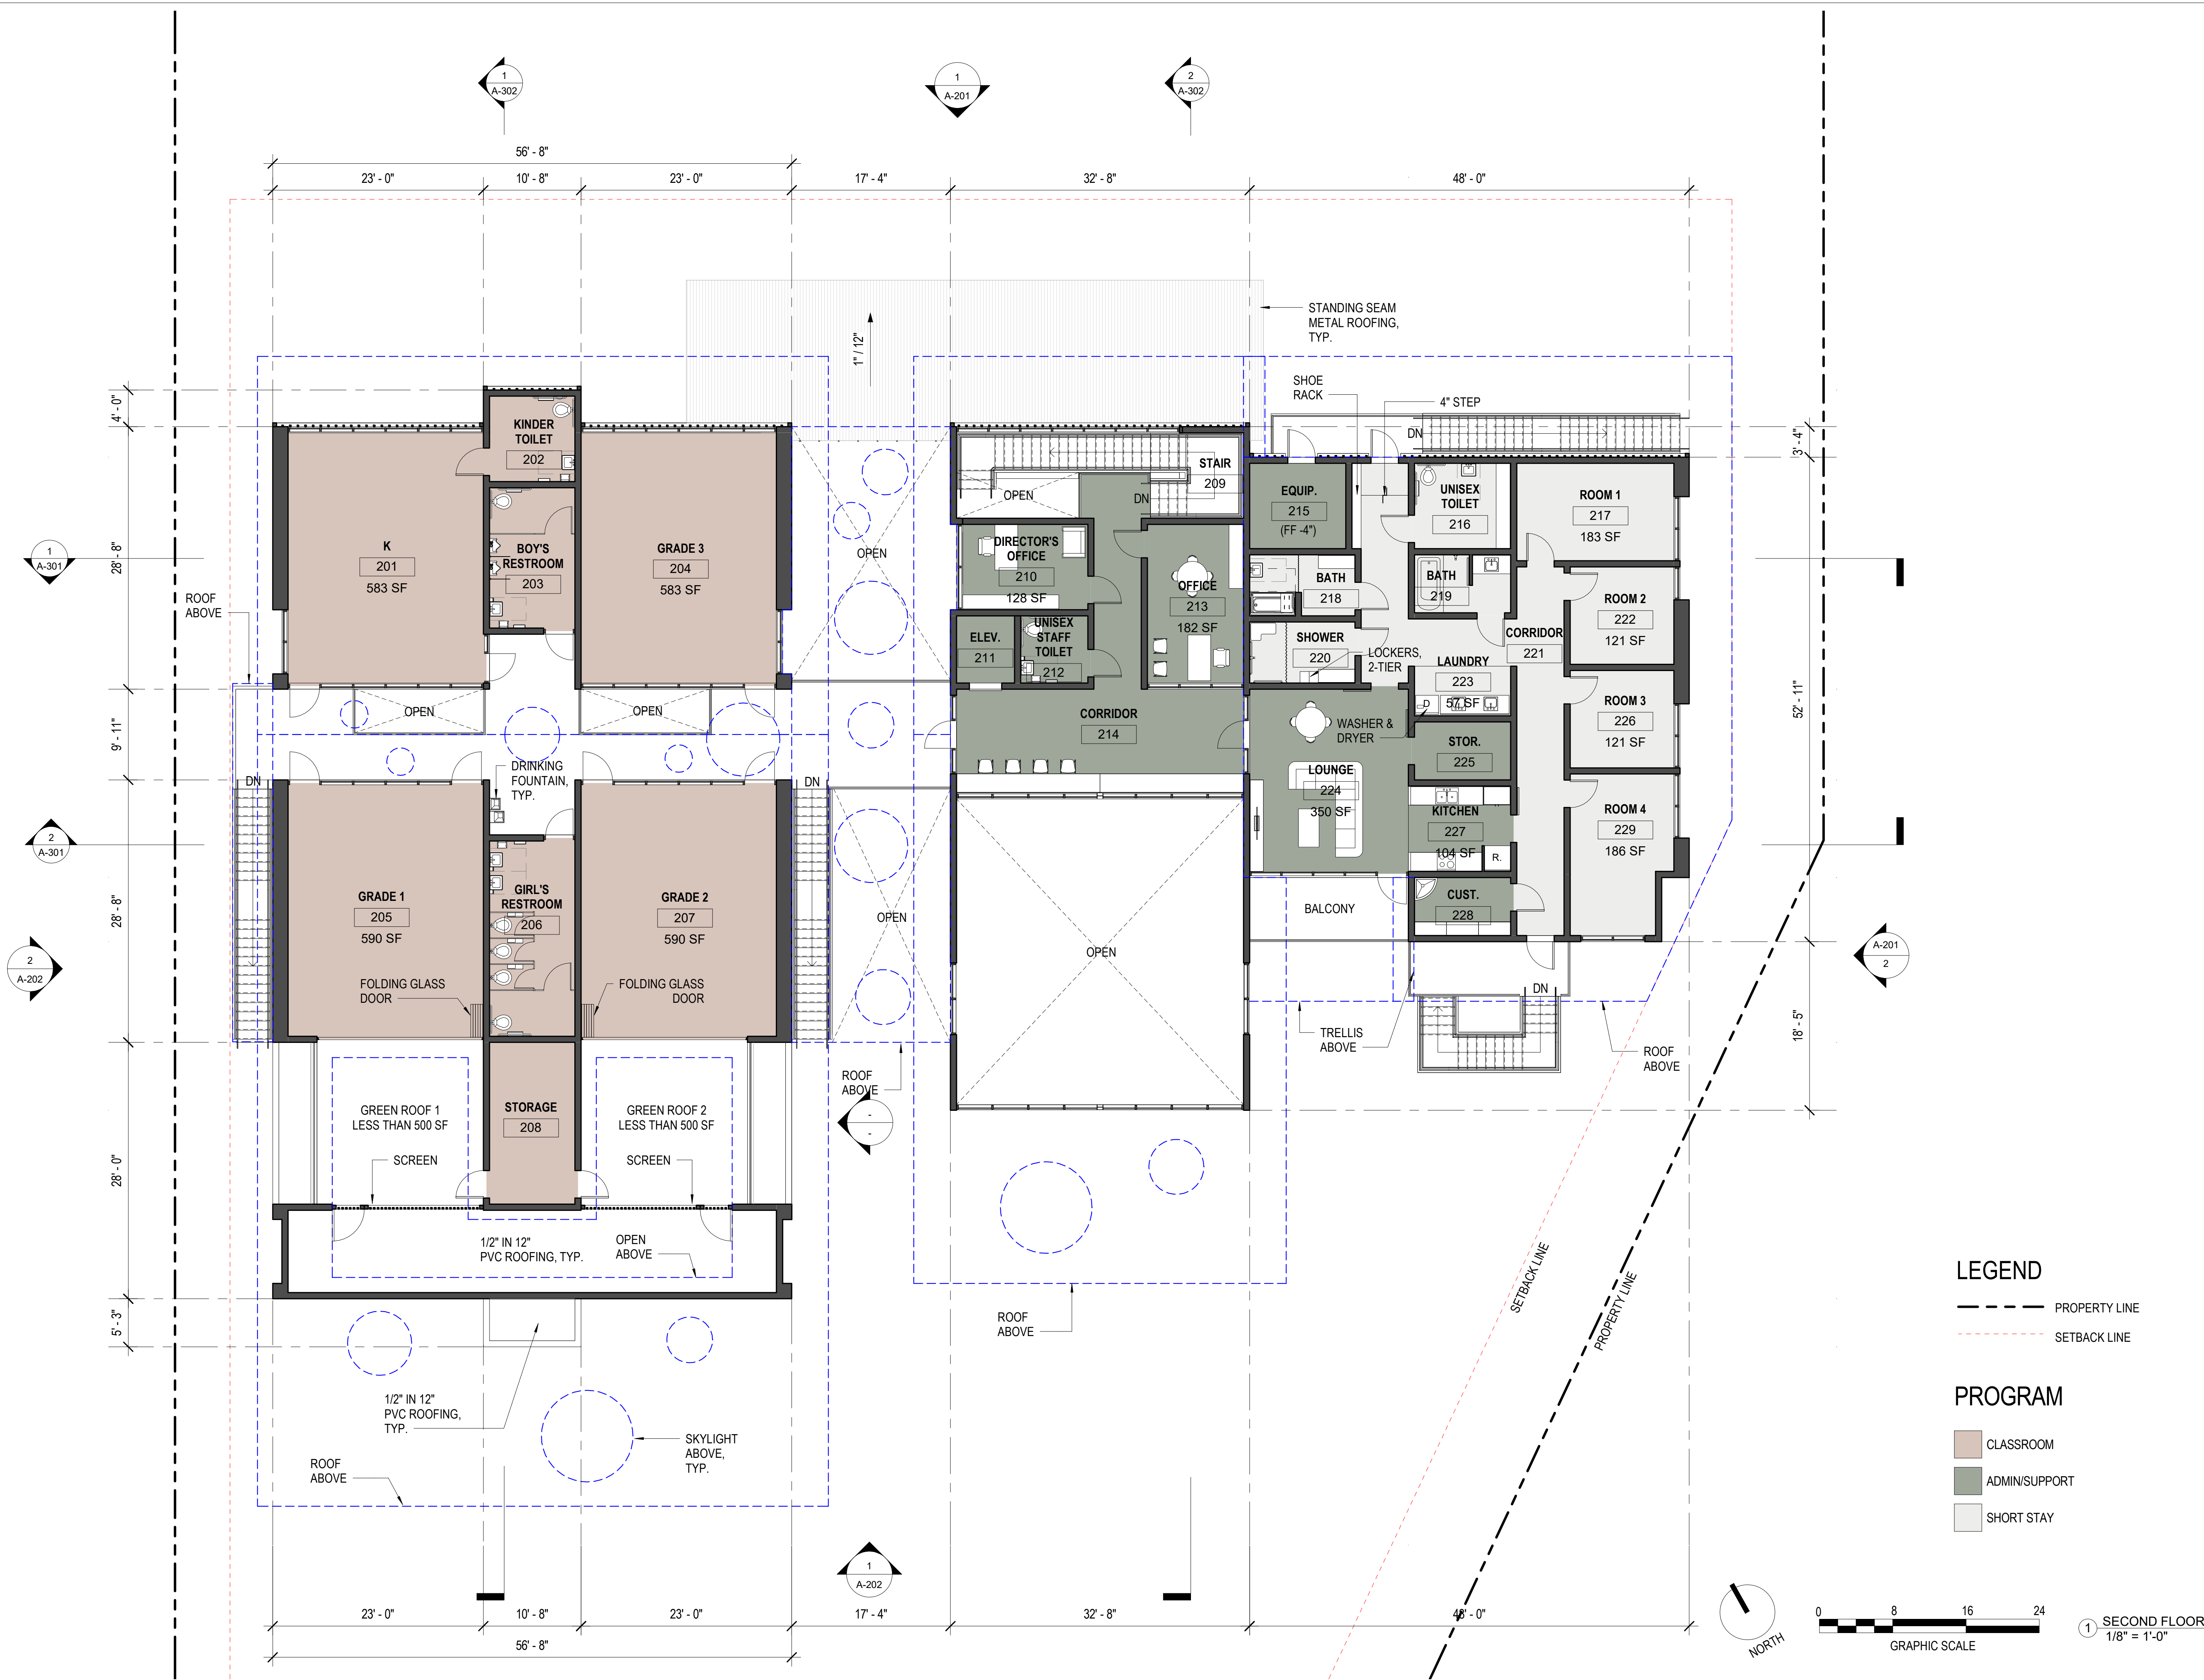 1
A-302
1
A-201
2
A-302
56' - 8"
23' - 0"
10' - 8"
23' - 0"
17' - 4"
32' - 8"
48' - 0"
STANDING SEAM
METAL ROOFING,
TYP.
1" / 12"
SHOE
RACK
4" STEP
DN
4' - 0"
28' - 8"
9' - 11"
28' - 8"
28' - 0"
5' - 3"
3' - 4"
52' - 11"
18' - 5"
1
A-301
2
A-301
2
A-202
A-201
2
ROOF
ABOVE
KINDER
TOILET
202
K
201
583 SF
BOY'S
RESTROOM
203
GRADE 3
204
583 SF
OPEN
OPEN
OPEN
STAIR
209
OPEN
DN
DIRECTOR'S
OFFICE
210
128 SF
ELEV.
211
UNISEX
STAFF
TOILET
212
OFFICE
213
182 SF
CORRIDOR
214
EQUIP.
215
(FF -4")
UNISEX
TOILET
216
ROOM 1
217
183 SF
BATH
218
BATH
219
SHOWER
220
LOCKERS,
2-TIER
CORRIDOR
221
ROOM 2
222
121 SF
LAUNDRY
223
57 SF
D
WASHER &
DRYER
ROOM 3
226
121 SF
STOR.
225
LOUNGE
224
350 SF
KITCHEN
227
104 SF
R.
ROOM 4
229
186 SF
CUST.
228
BALCONY
DN
DN
DN
DRINKING
FOUNTAIN,
TYP.
GRADE 1
205
590 SF
GIRL'S
RESTROOM
206
GRADE 2
207
590 SF
FOLDING GLASS
DOOR
FOLDING GLASS
DOOR
OPEN
OPEN
TRELLIS
ABOVE
ROOF
ABOVE
ROOF
ABOVE
-
-
GREEN ROOF 1
LESS THAN 500 SF
STORAGE
208
GREEN ROOF 2
LESS THAN 500 SF
SCREEN
SCREEN
1/2" IN 12"
PVC ROOFING, TYP.
OPEN
ABOVE
ROOF
ABOVE
1/2" IN 12"
PVC ROOFING,
TYP.
SKYLIGHT
ABOVE,
TYP.
ROOF
ABOVE
SETBACK LINE
PROPERTY LINE
1
A-202
23' - 0"
10' - 8"
23' - 0"
17' - 4"
32' - 8"
48' - 0"
56' - 8"
LEGEND
PROPERTY LINE
SETBACK LINE
PROGRAM
CLASSROOM
ADMIN/SUPPORT
SHORT STAY
NORTH
0 8 16 24
GRAPHIC SCALE
1 SECOND FLOOR
1/8" = 1'-0"